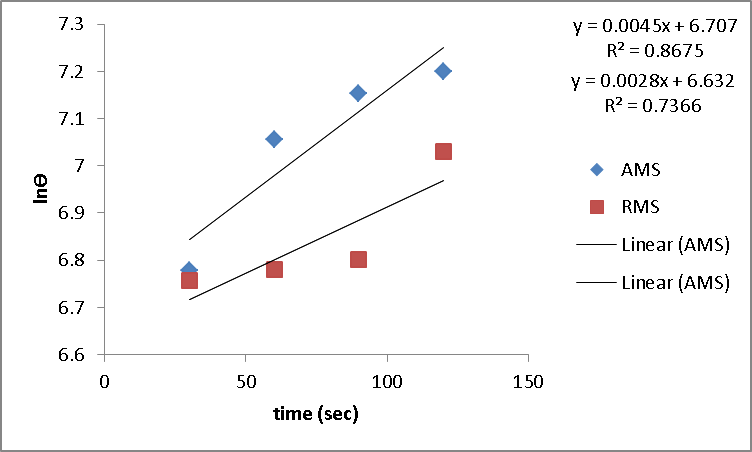 y = 0.0045x + 6.707
R² = 0.8675
y = 0.0028x + 6.632
R² = 0.7366
7.3
7.2
7.1
7
6.9
6.8
6.7
6.6
lnΘ
0
50
100
150
time (sec)
AMS
RMS
Linear (AMS)
Linear (AMS)